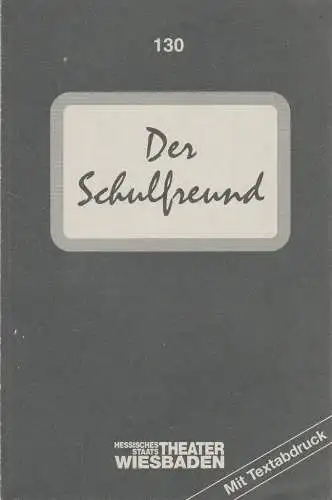 130
Der
Schulfreund
HESSISCHES
STAATS THEATER
WIESBADEN
Mit Textabdruck